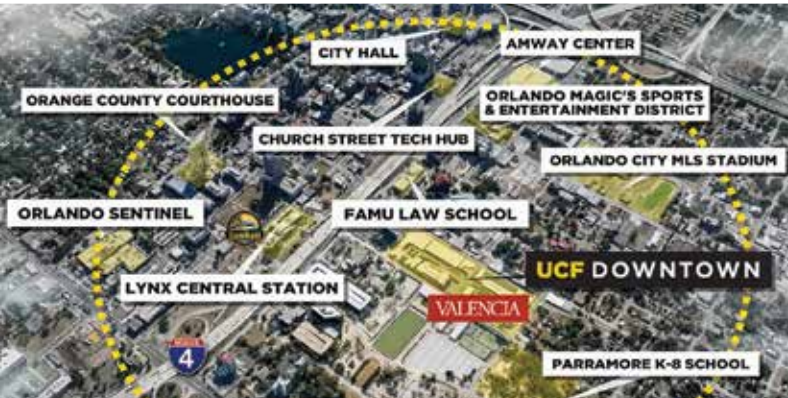 CITY HALL
AMWAY CENTER
ORANGE COUNTY COURTHOUSE
ORLANDO MAGIC'S SPORTS
& ENTERTAINMENT DISTRICT
CHURCH STREET TECH HUB
ORLANDO CITY MLS STADIUM
ORLANDO SENTINEL
FAMU LAW SCHOOL
UCF DOWNTOWN
LYNX CENTRAL STATION
VALENCIA
4
PARRAMORE K-8 SCHOOL